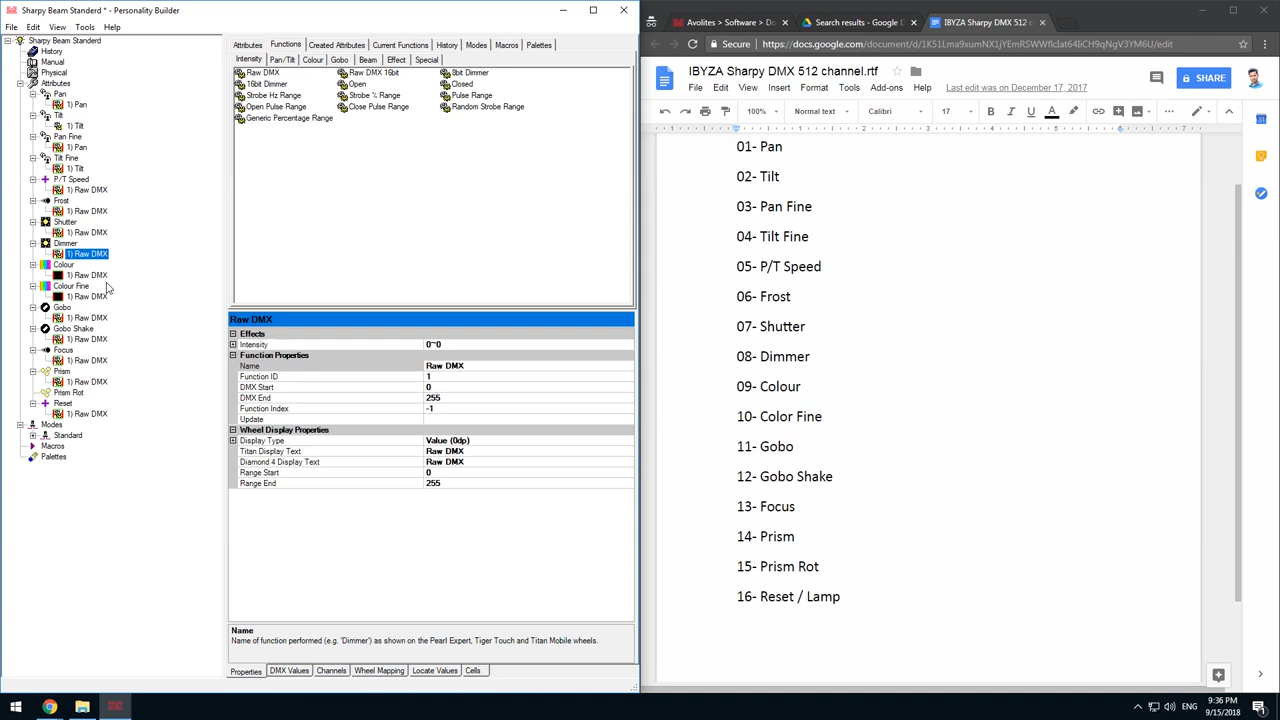 Sharpy Beam Standerd * - Personality Builder
File Edit View Tools Help
Sharpy Beam Standerd
History
Manual
Physical
Attributes
Pan
1) Pan
Tilt
1) Tilt
Pan Fine
1) Pan
Tilt Fine
1) Tilt
P/T Speed
1) Raw DMX
Frost
1) Raw DMX
Shutter
1) Raw DMX
Dimmer
1) Raw DMX
Colour
1) Raw DMX
Colour Fine
1) Raw DMX
Gobo
1) Raw DMX
Gobo Shake
1) Raw DMX
Focus
1) Raw DMX
Prism
1) Raw DMX
Prism Rot
Reset
1) Raw DMX
Modes
Standard
Macros
Palettes
Attributes Functions Created Attributes Current Functions History Modes Macros Palettes
Intensity Pan/Tilt Colour Gobo Beam Effect Special
Raw DMX Raw DMX 16bit 8bit Dimmer
16bit Dimmer Open Closed
Strobe Hz Range Strobe % Range Pulse Range
Open Pulse Range Close Pulse Range Random Strobe Range
Generic Percentage Range
Raw DMX
Effects
Intensity 0~0
Function Properties
Name Raw DMX
Function ID 1
DMX Start 0
DMX End 255
Function Index -1
Update
Wheel Display Properties
Display Type Value (0dp)
Titan Display Text Raw DMX
Diamond 4 Display Text Raw DMX
Range Start 0
Range End 255
Name
Name of function performed (e.g. 'Dimmer') as shown on the Pearl Expert, Tiger Touch and Titan Mobile wheels.
Properties DMX Values Channels Wheel Mapping Locate Values Cells
Avolites > Software > Do Search results - Google D IBYZA Sharpy DMX 512 c
Secure https://docs.google.com/document/d/1K51Lma9xumNX1jYEmRSWWflcIat64IiCH9qNgV3YM6U/edit
IBYZA Sharpy DMX 512 channel.rtf
SHARE
File Edit View Insert Format Tools Add-ons Help Last edit was on December 17, 2017
100% Normal text Calibri 17 B I U A
1 1 2 3 4 5 6 7
01- Pan
02- Tilt
03- Pan Fine
04- Tilt Fine
05- P/T Speed
06- Frost
07- Shutter
08- Dimmer
09- Colour
10- Color Fine
11- Gobo
12- Gobo Shake
13- Focus
14- Prism
15- Prism Rot
16- Reset / Lamp
ENG
9:36 PM
9/15/2018
1